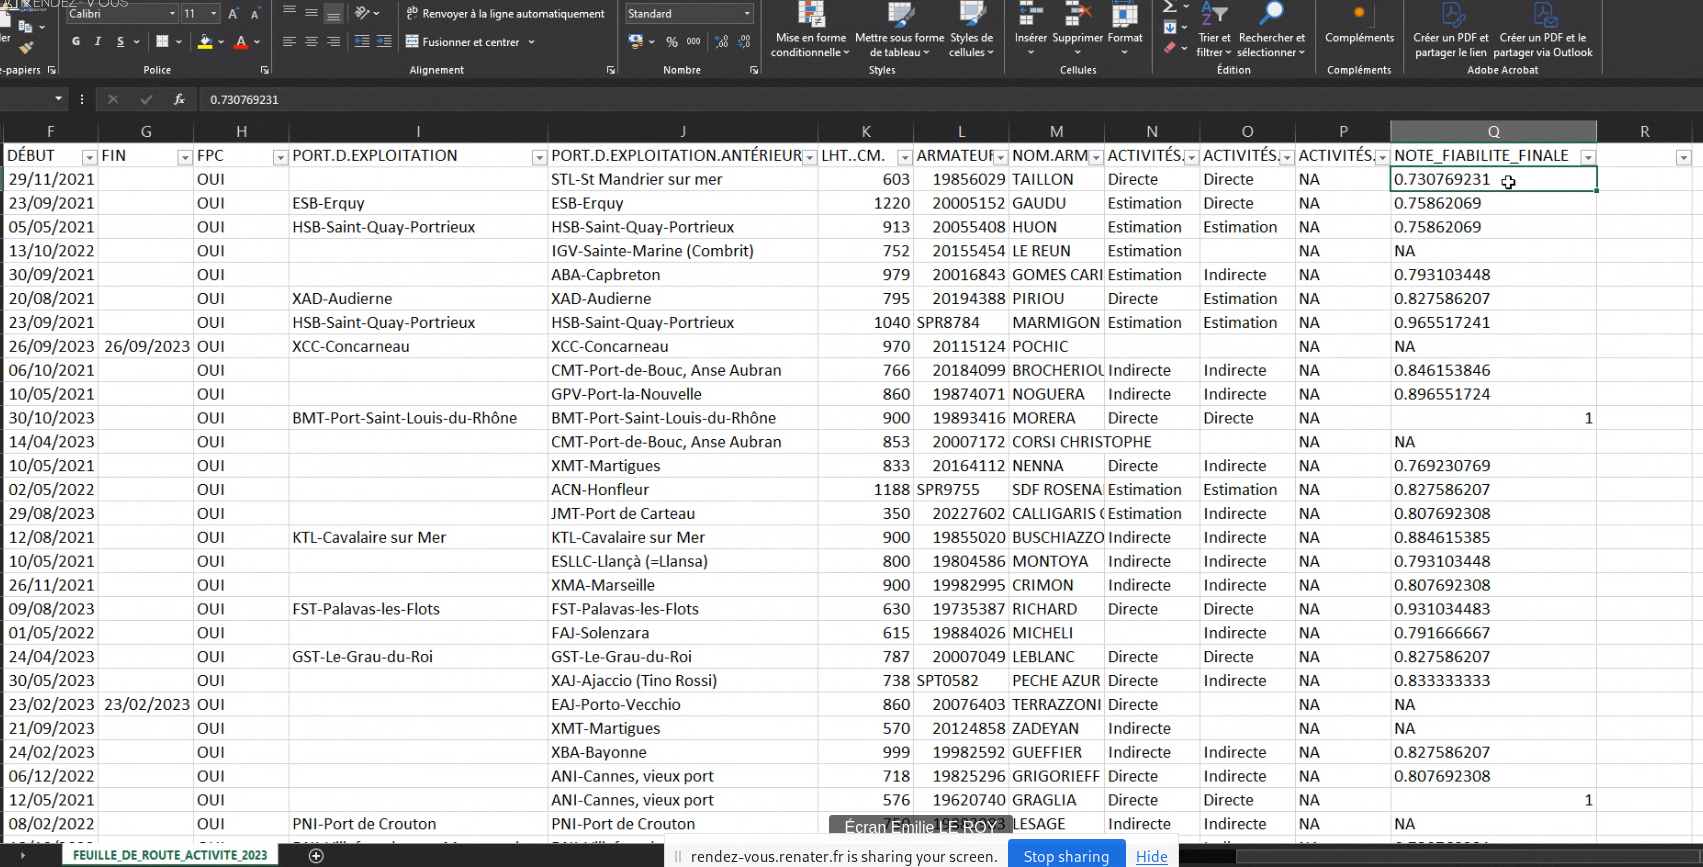 RENDEZ - VOUS
Calibri 11 Renvoyer à la ligne automatiquement Standard
G I S Fusionner et centrer % 000
Mise en forme conditionnelle Mettre sous forme de tableau Styles de cellules Insérer Supprimer Format Trier et filtrer Rechercher et sélectionner Compléments Créer un PDF et partager le lien Créer un PDF et le partager via Outlook
e-papiers Police Alignement Nombre Styles Cellules Édition Compléments Adobe Acrobat
fx 0.730769231
F G H I J K L M N O P Q R
DÉBUT FIN FPC PORT.D.EXPLOITATION PORT.D.EXPLOITATION.ANTÉRIEUR LHT..CM. ARMATEUR NOM.ARM ACTIVITÉS. ACTIVITÉS. ACTIVITÉS. NOTE_FIABILITE_FINALE
29/11/2021 OUI STL-St Mandrier sur mer 603 19856029 TAILLON Directe Directe NA 0.730769231
23/09/2021 OUI ESB-Erquy ESB-Erquy 1220 20005152 GAUDU Estimation Directe NA 0.75862069
05/05/2021 OUI HSB-Saint-Quay-Portrieux HSB-Saint-Quay-Portrieux 913 20055408 HUON Estimation Estimation NA 0.75862069
13/10/2022 OUI IGV-Sainte-Marine (Combrit) 752 20155454 LE REUN Estimation NA NA
30/09/2021 OUI ABA-Capbreton 979 20016843 GOMES CARI Estimation Indirecte NA 0.793103448
20/08/2021 OUI XAD-Audierne XAD-Audierne 795 20194388 PIRIOU Directe Estimation NA 0.827586207
23/09/2021 OUI HSB-Saint-Quay-Portrieux HSB-Saint-Quay-Portrieux 1040 SPR8784 MARMIGON Estimation Estimation NA 0.965517241
26/09/2023 26/09/2023 OUI XCC-Concarneau XCC-Concarneau 970 20115124 POCHIC NA NA
06/10/2021 OUI CMT-Port-de-Bouc, Anse Aubran 766 20184099 BROCHERIOU Indirecte Indirecte NA 0.846153846
10/05/2021 OUI GPV-Port-la-Nouvelle 860 19874071 NOGUERA Indirecte Indirecte NA 0.896551724
30/10/2023 OUI BMT-Port-Saint-Louis-du-Rhône BMT-Port-Saint-Louis-du-Rhône 900 19893416 MORERA Directe Directe NA 1
14/04/2023 OUI CMT-Port-de-Bouc, Anse Aubran 853 20007172 CORSI CHRISTOPHE NA NA
10/05/2021 OUI XMT-Martigues 833 20164112 NENNA Directe Indirecte NA 0.769230769
02/05/2022 OUI ACN-Honfleur 1188 SPR9755 SDF ROSENA Estimation Estimation NA 0.827586207
29/08/2023 OUI JMT-Port de Carteau 350 20227602 CALLIGARIS Estimation Indirecte NA 0.807692308
12/08/2021 OUI KTL-Cavalaire sur Mer KTL-Cavalaire sur Mer 900 19855020 BUSCHIAZZO Indirecte Indirecte NA 0.884615385
10/05/2021 OUI ESLLC-Llançà (=Llansa) 800 19804586 MONTOYA Indirecte Indirecte NA 0.793103448
26/11/2021 OUI XMA-Marseille 900 19982995 CRIMON Indirecte Indirecte NA 0.807692308
09/08/2023 OUI FST-Palavas-les-Flots FST-Palavas-les-Flots 630 19735387 RICHARD Directe Directe NA 0.931034483
01/05/2022 OUI FAJ-Solenzara 615 19884026 MICHELI Indirecte NA 0.791666667
24/04/2023 OUI GST-Le-Grau-du-Roi GST-Le-Grau-du-Roi 787 20007049 LEBLANC Directe Directe NA 0.827586207
30/05/2023 OUI XAJ-Ajaccio (Tino Rossi) 738 SPT0582 PECHE AZUR Directe Indirecte NA 0.833333333
23/02/2023 23/02/2023 OUI EAJ-Porto-Vecchio 860 20076403 TERRAZZONI Directe NA NA
21/09/2023 OUI XMT-Martigues 570 20124858 ZADEYAN Indirecte NA NA
24/02/2023 OUI XBA-Bayonne 999 19982592 GUEFFIER Indirecte Indirecte NA 0.827586207
06/12/2022 OUI ANI-Cannes, vieux port 718 19825296 GRIGORIEFF Directe Indirecte NA 0.807692308
12/05/2021 OUI ANI-Cannes, vieux port 576 19620740 GRAGLIA Directe Directe NA 1
08/02/2022 OUI PNI-Port de Crouton PNI-Port de Crouton LESAGE Indirecte Indirecte NA NA
Écran Emilie LE ROY
FEUILLE_DE_ROUTE_ACTIVITE_2023
rendez-vous.renater.fr is sharing your screen. Stop sharing Hide